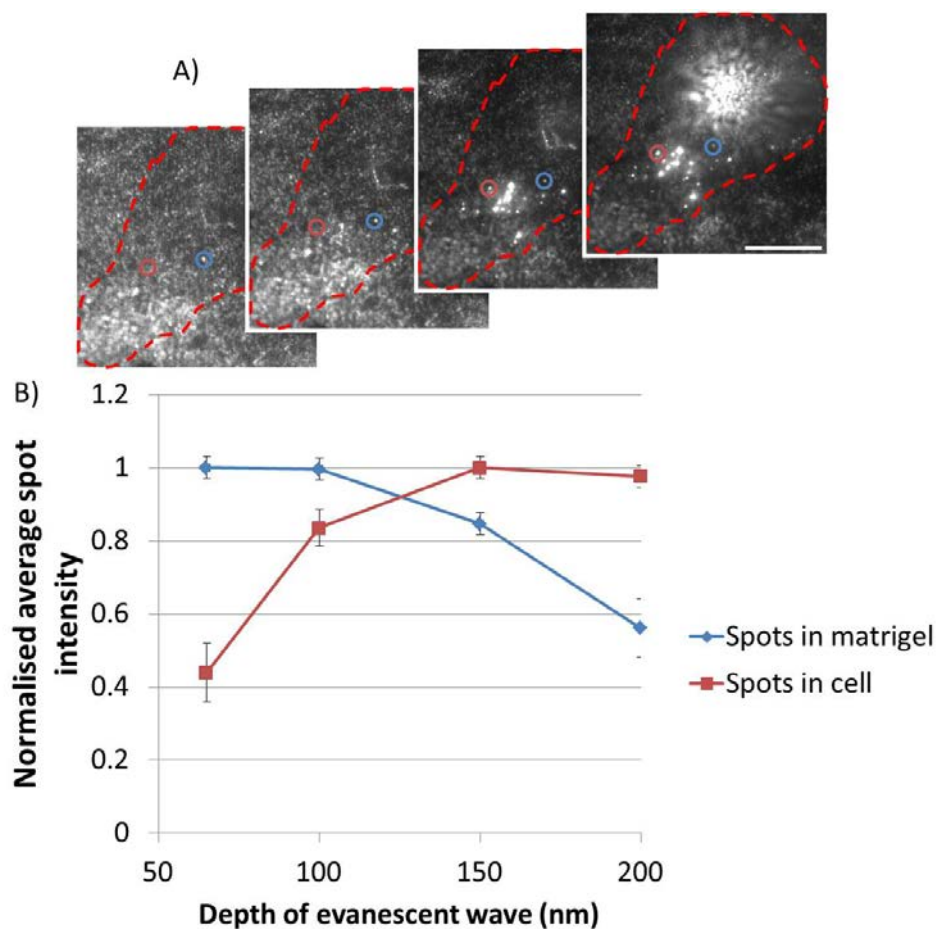 A)
B)
1.2
1
0.8
0.6
0.4
0.2
0
Normalised average spot
intensity
50
100
150
200
Depth of evanescent wave (nm)
Spots in matrigel
Spots in cell